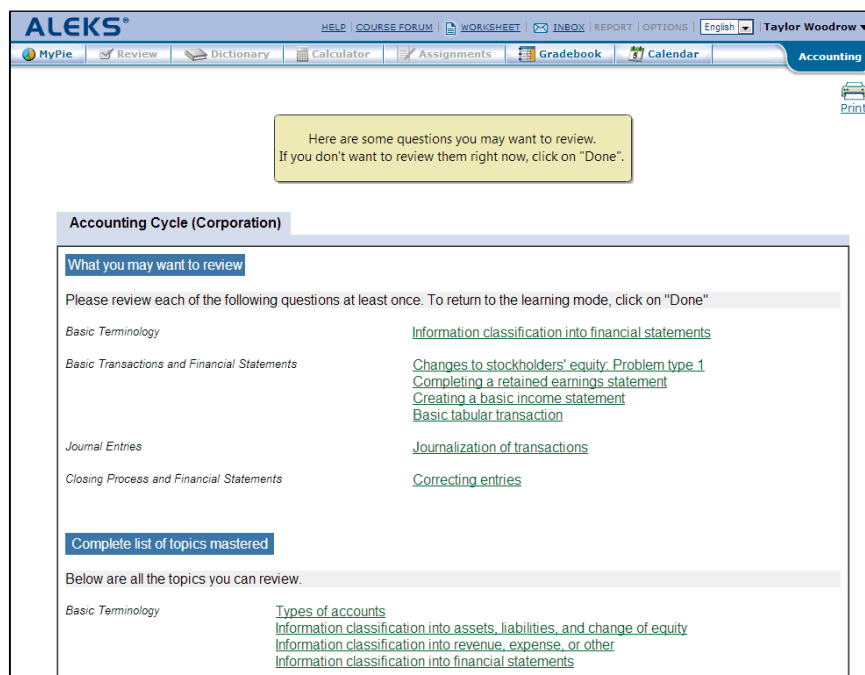 ALEKS®
HELP | COURSE FORUM | WORKSHEET | INBOX | REPORT | OPTIONS | English | Taylor Woodrow
MyPie Review Dictionary Calculator Assignments Gradebook Calendar Accounting
Print
Here are some questions you may want to review.
If you don't want to review them right now, click on "Done".
Accounting Cycle (Corporation)
What you may want to review
Please review each of the following questions at least once. To return to the learning mode, click on "Done"
Basic Terminology Information classification into financial statements
Basic Transactions and Financial Statements Changes to stockholders' equity: Problem type 1
Completing a retained earnings statement
Creating a basic income statement
Basic tabular transaction
Journal Entries Journalization of transactions
Closing Process and Financial Statements Correcting entries
Complete list of topics mastered
Below are all the topics you can review.
Basic Terminology Types of accounts
Information classification into assets, liabilities, and change of equity
Information classification into revenue, expense, or other
Information classification into financial statements